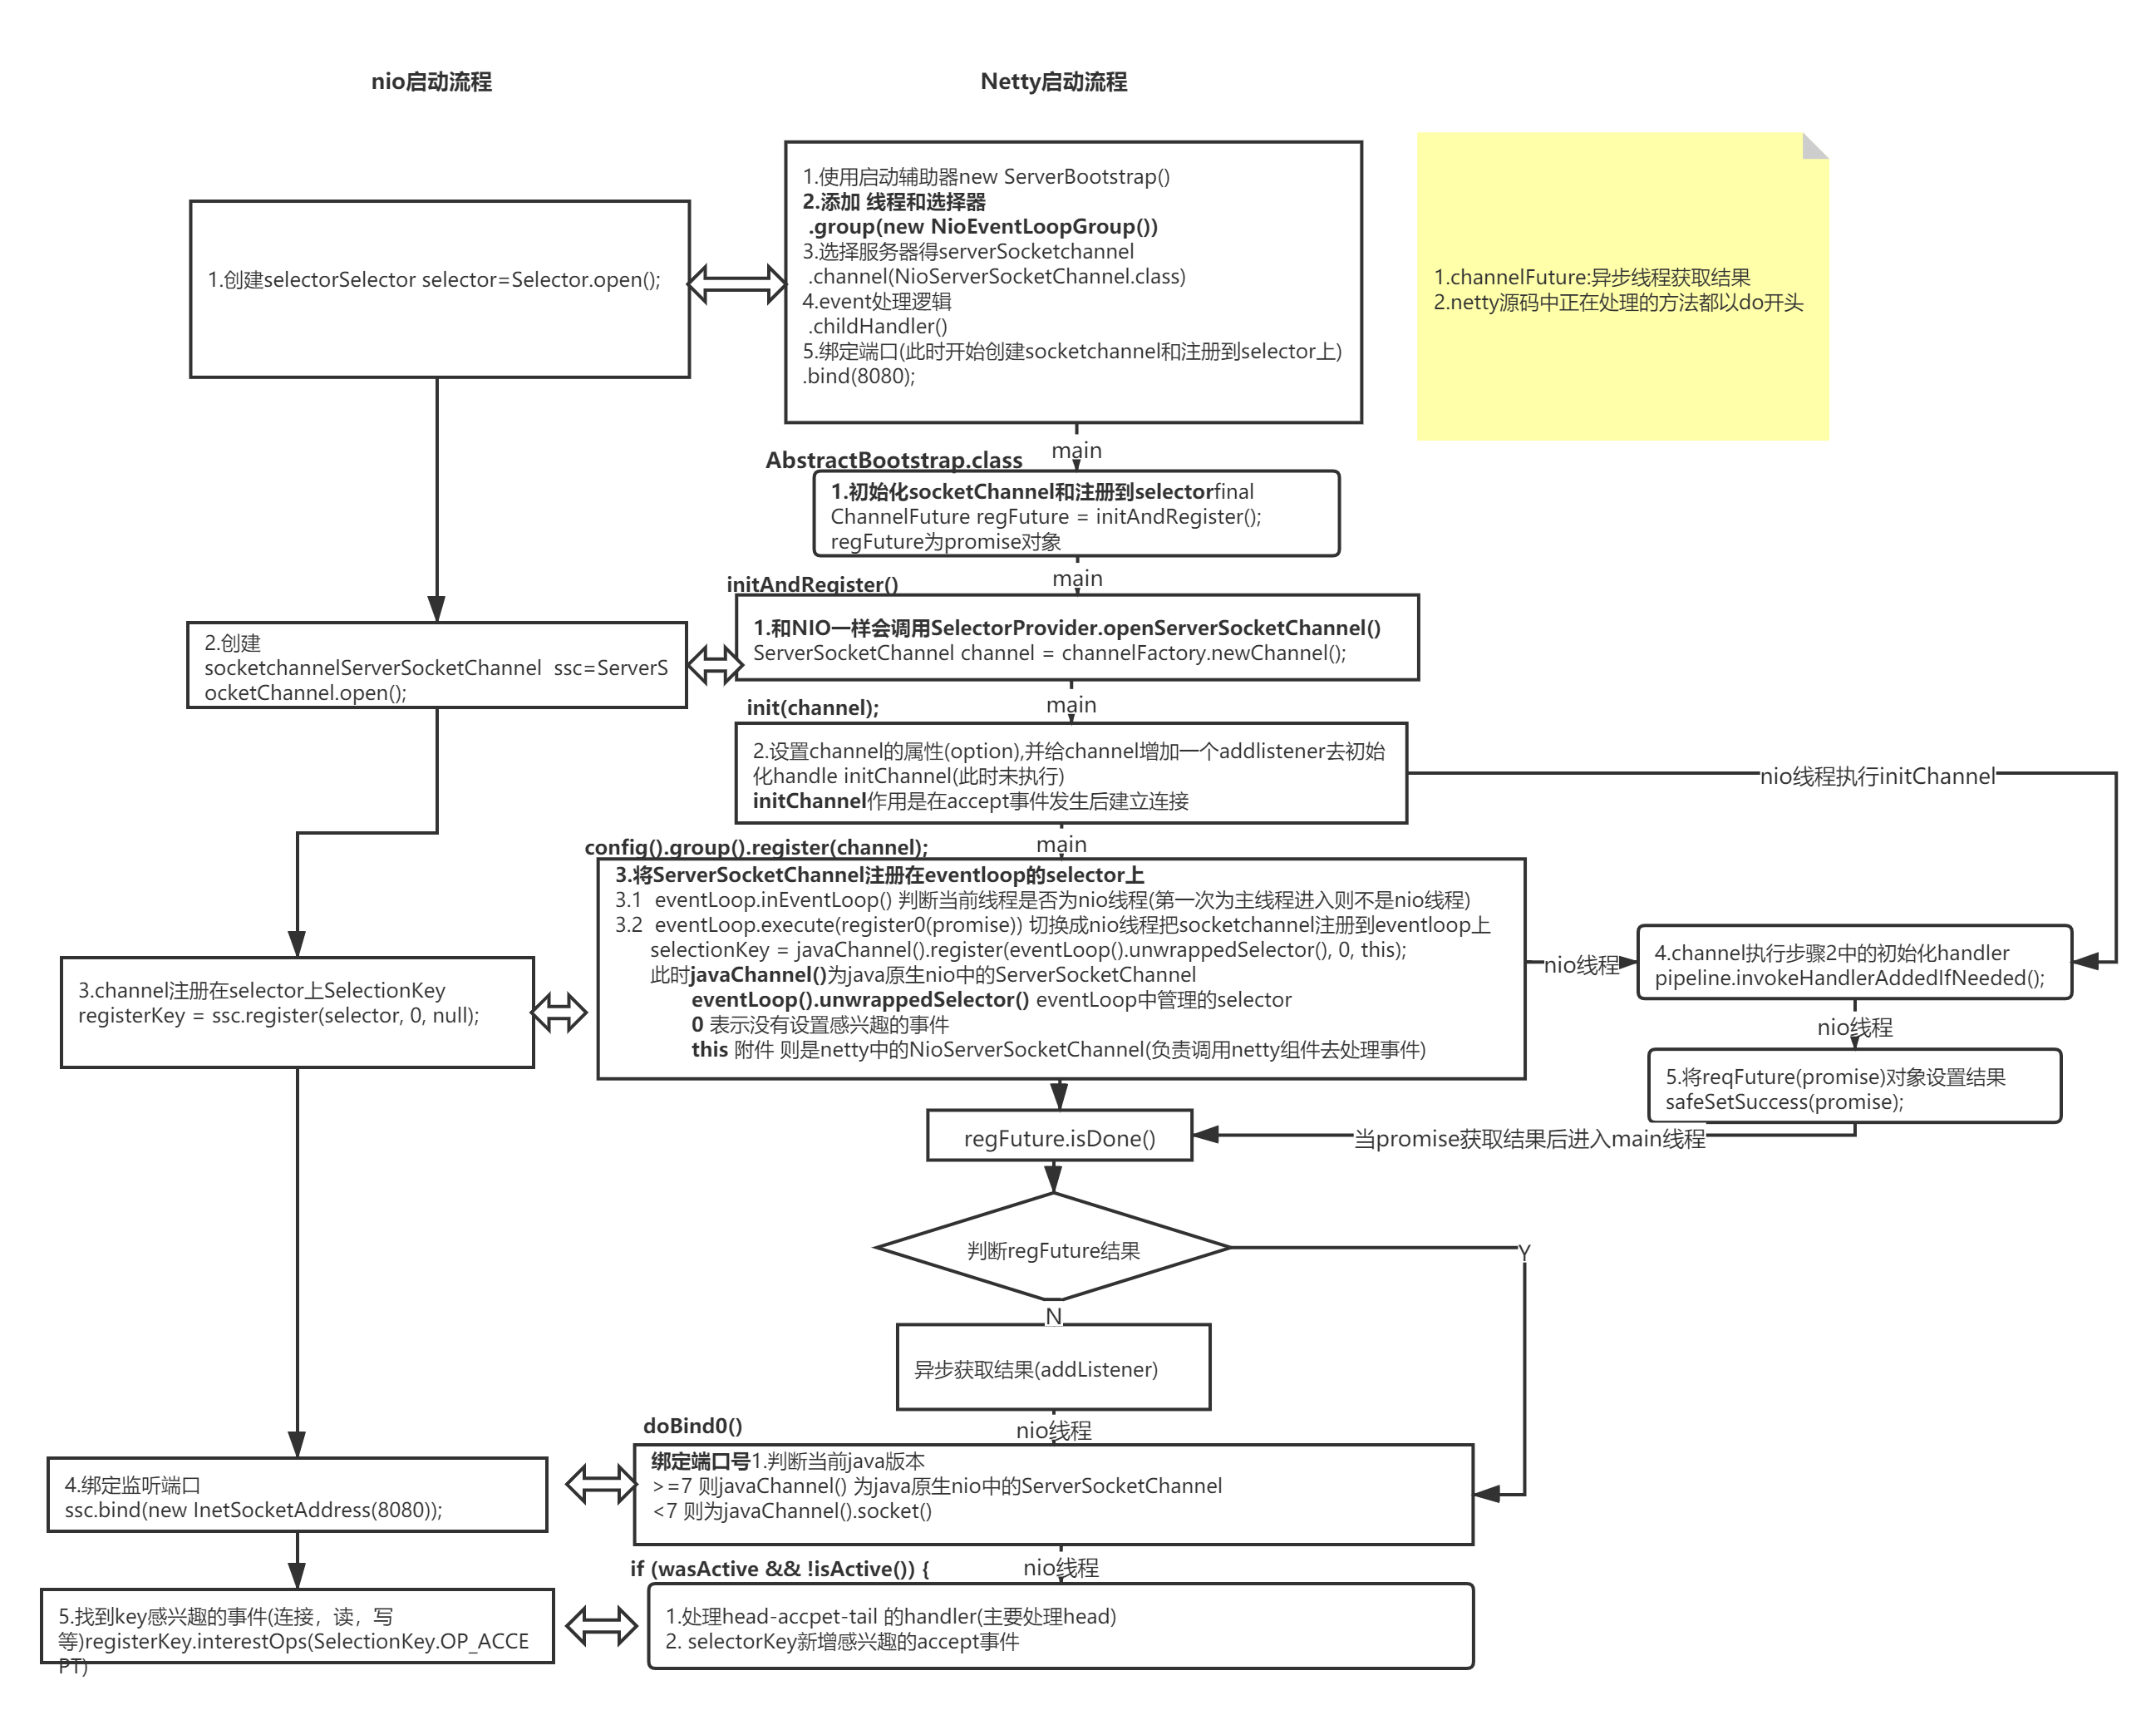 nio启动流程
Netty启动流程
1.创建selectorSelector selector=Selector.open();
1.使用启动辅助器new ServerBootstrap()
2.添加 线程和选择器
.group(new NioEventLoopGroup())
3.选择服务器得serverSocketchannel
.channel(NioServerSocketChannel.class)
4.event处理逻辑
.childHandler()
5.绑定端口(此时开始创建socketchannel和注册到selector上)
.bind(8080);
1.channelFuture:异步线程获取结果
2.netty源码中正在处理的方法都以do开头
main
AbstractBootstrap.class
1.初始化socketChannel和注册到selectorfinal
ChannelFuture regFuture = initAndRegister();
regFuture为promise对象
main
initAndRegister()
2.创建
socketchannelServerSocketChannel  ssc=ServerS
ocketChannel.open();
1.和NIO一样会调用SelectorProvider.openServerSocketChannel()
ServerSocketChannel channel = channelFactory.newChannel();
main
init(channel);
2.设置channel的属性(option),并给channel增加一个addlistener去初始
化handle initChannel(此时未执行)
initChannel作用是在accept事件发生后建立连接
nio线程执行initChannel
main
config().group().register(channel);
3.将ServerSocketChannel注册在eventloop的selector上
3.1  eventLoop.inEventLoop() 判断当前线程是否为nio线程(第一次为主线程进入则不是nio线程)
3.2  eventLoop.execute(register0(promise)) 切换成nio线程把socketchannel注册到eventloop上
selectionKey = javaChannel().register(eventLoop().unwrappedSelector(), 0, this);
此时javaChannel()为java原生nio中的ServerSocketChannel
eventLoop().unwrappedSelector() eventLoop中管理的selector
0 表示没有设置感兴趣的事件
this 附件 则是netty中的NioServerSocketChannel(负责调用netty组件去处理事件)
3.channel注册在selector上SelectionKey
registerKey = ssc.register(selector, 0, null);
nio线程
4.channel执行步骤2中的初始化handler
pipeline.invokeHandlerAddedIfNeeded();
nio线程
5.将reqFuture(promise)对象设置结果
safeSetSuccess(promise);
当promise获取结果后进入main线程
regFuture.isDone()
判断regFuture结果
Y
N
异步获取结果(addListener)
nio线程
doBind0()
4.绑定监听端口
ssc.bind(new InetSocketAddress(8080));
绑定端口号1.判断当前java版本
>=7 则javaChannel() 为java原生nio中的ServerSocketChannel
<7 则为javaChannel().socket()
nio线程
if (wasActive && !isActive()) {
5.找到key感兴趣的事件(连接，读，写
等)registerKey.interestOps(SelectionKey.OP_ACCE
PT)
1.处理head-accpet-tail 的handler(主要处理head)
2. selectorKey新增感兴趣的accept事件